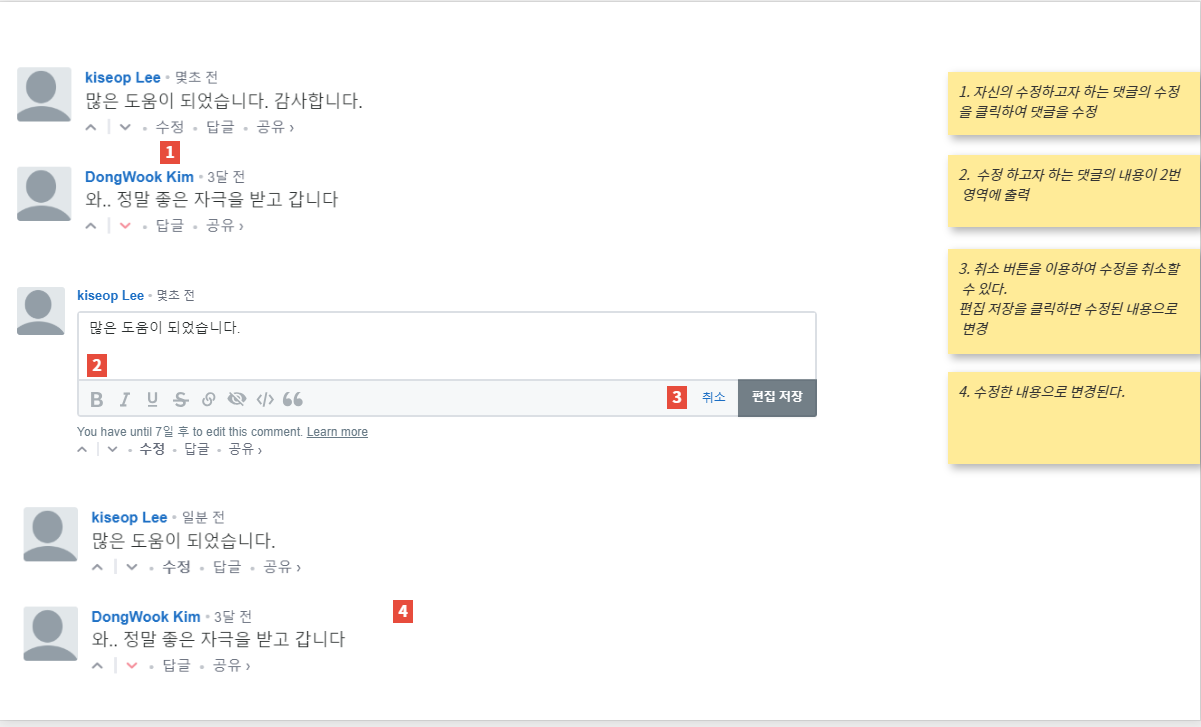 kiseop Lee • 몇초 전
많은 도움이 되었습니다. 감사합니다.
• 수정 • 답글 • 공유 ›
1
DongWook Kim • 3달 전
와.. 정말 좋은 자극을 받고 갑니다
• 답글 • 공유 ›
kiseop Lee • 몇초 전
많은 도움이 되었습니다.
2
B I U S </> 3 취소 편집 저장
You have until 7일 후 to edit this comment. Learn more
• 수정 • 답글 • 공유 ›
kiseop Lee • 일분 전
많은 도움이 되었습니다.
• 수정 • 답글 • 공유 ›
DongWook Kim • 3달 전
4
와.. 정말 좋은 자극을 받고 갑니다
• 답글 • 공유 ›
1. 자신의 수정하고자 하는 댓글의 수정
을 클릭하여 댓글을 수정
2. 수정 하고자 하는 댓글의 내용이 2번
영역에 출력
3. 취소 버튼을 이용하여 수정을 취소할
수 있다.
편집 저장을 클릭하면 수정된 내용으로
변경
4. 수정한 내용으로 변경된다.